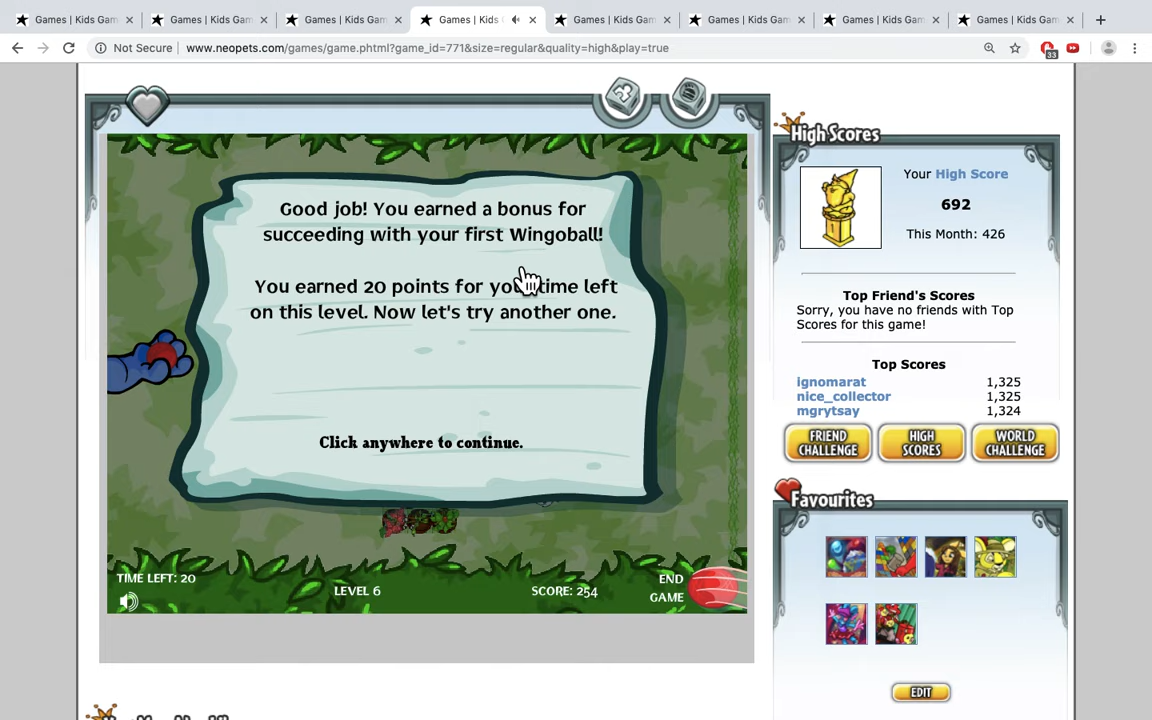 Games | Kids Gam
Games | Kids Gam
Games | Kids Gam
Games | Kids
Games | Kids Gam
Games | Kids Gam
Games | Kids Gam
Games | Kids Gam
Not Secure | www.neopets.com/games/game.phtml?game_id=771&size=regular&quality=high&play=true
33
Good job! You earned a bonus for
succeeding with your first Wingoball!
You earned 20 points for time left
on this level. Now let's try another one.
Click anywhere to continue.
TIME LEFT: 20
LEVEL 6
SCORE: 254
END
GAME
High Scores
Your High Score
692
This Month: 426
Top Friend's Scores
Sorry, you have no friends with Top
Scores for this game!
Top Scores
ignomarat 1,325
nice_collector 1,325
mgrytsay 1,324
FRIEND
CHALLENGE
HIGH
SCORES
WORLD
CHALLENGE
Favourites
EDIT